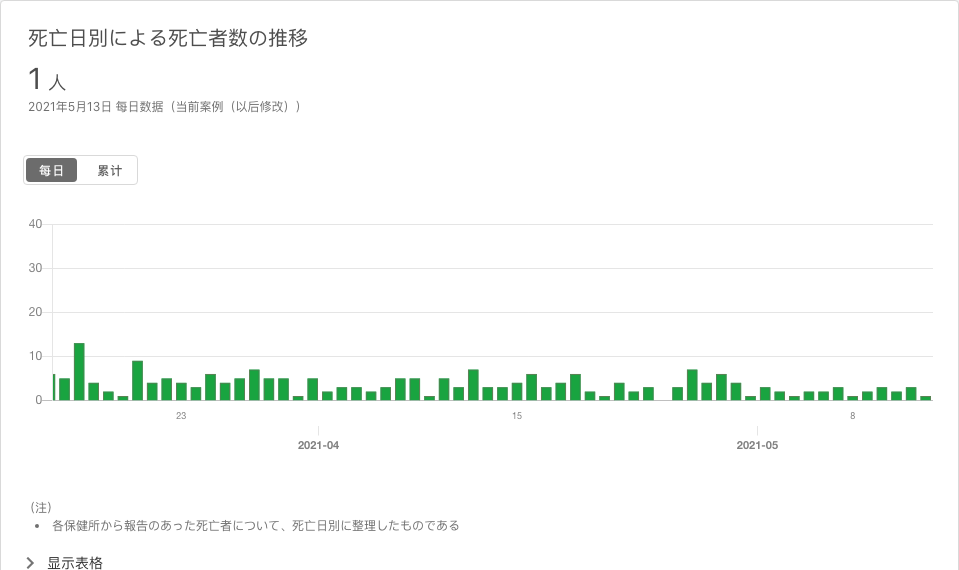 死亡日別による死亡者数の推移
1 人
2021年5月13日 每日数据（当前案例（以后修改））
每日 累计
40
30
20
10
0
23 15 8
2021-04 2021-05
（注）
• 各保健所から報告のあった死亡者について、死亡日別に整理したものである
显示表格